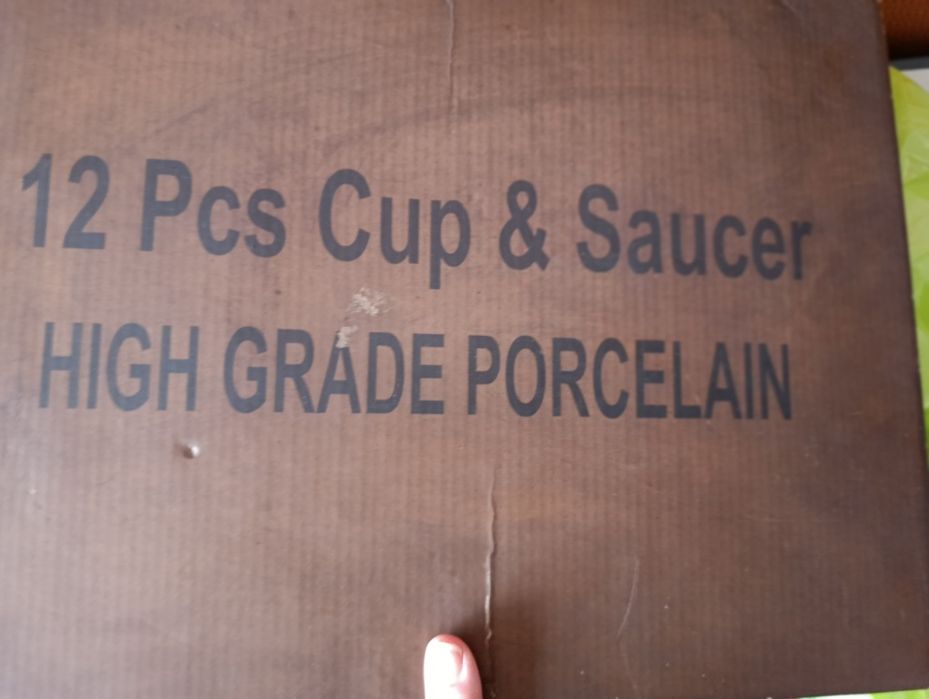 12 Pcs Cup & Saucer
HIGH GRADE PORCELAIN